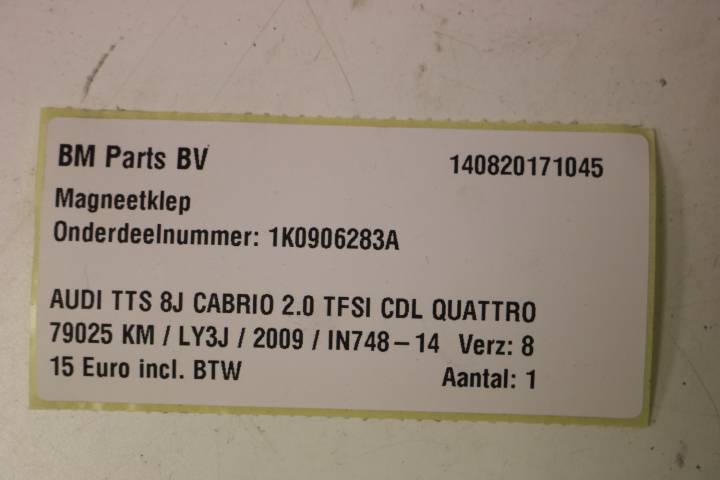 BM Parts BV 140820171045
Magneetklep
Onderdeelnummer: 1K0906283A
AUDI TTS 8J CABRIO 2.0 TFSI CDL QUATTRO
79025 KM / LY3J / 2009 / IN748-14 Verz: 8
15 Euro incl. BTW Aantal: 1